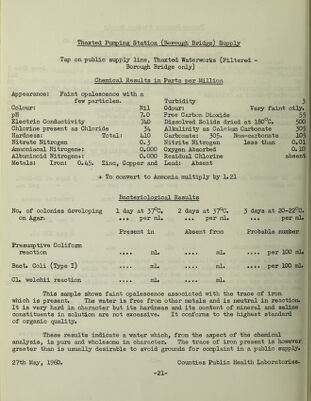 Thaxted Pumping Station (Borough Bridge) Supply
Tap on public supply line, Thaxted Waterworks (Filtered -
Borough Bridge only)
Chemical Results in Parts per Million
Appearance: Faint opalescence with a
few particles. Turbidity 3
Colour: Nil Odour: Very faint oily.
pH 7.0 Free Carbon Dioxide 55
Electric Conductivity 740 Dissolved Solids dried at 180°C. 500
Chlorine present as Chloride 34 Alkalinity as Calcium Carbonate 305
Hardness: Total: 410 Carbonate: 305. Non-carbonate 105
Nitrate Nitrogen 0.3 Nitrite Nitrogen less than 0.01
Ammoniacal Nitrogen+: 0.000 Oxygen Absorbed 0.10
Albuminoid Nitrogen+: 0.000 Residual Chlorine absent
Metals: Iron: 0.45. Zinc, Copper and Lead: Absent
+ To convert to Ammonia multiply by 1.21
Bacteriological Results
No. of colonies developing 1 day at 37°C. 2 days at 37°C. 3 days at 20-22°C.
on Agar. ... per ml. ... per ml. ... per ml.
Present in Absent from Probable number
Presumptive Coliform
reaction .... ml. .... ml. .... per 100 ml.
Bact. Coli (Type I) .... ml. .... ml. .... per 100 ml.
Cl. welchii reaction .... ml. .... ml.
This sample shows faint opalescence associated with the trace of iron
which is present. The water is free from other metals and is neutral in reaction.
It is very hard in character but its hardness and its content of mineral and saline
constituents in solution are not excessive. It conforms to the highest standard
of organic quality.
These results indicate a water which, from the aspect of the chemical
analysis, is pure and wholesome in character. The trace of iron present is however
greater than is usually desirable to avoid grounds for complaint in a public supply.
27th May, 1960. Counties Public Health Laboratories.
-21-